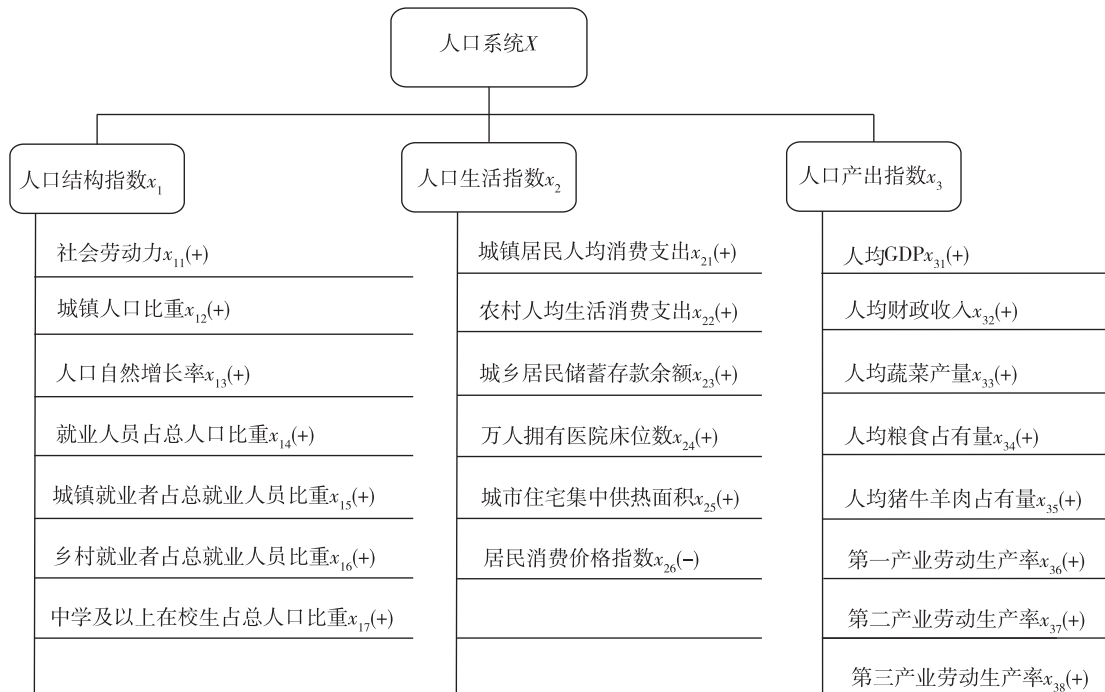 人口系统X
人口结构指数x₁
社会劳动力x₁₁(+)
城镇人口比重x₁₂(+)
人口自然增长率x₁₃(+)
就业人员占总人口比重x₁₄(+)
城镇就业者占总就业人员比重x₁₅(+)
乡村就业者占总就业人员比重x₁₆(+)
中学及以上在校生占总人口比重x₁₇(+)
人口生活指数x₂
城镇居民人均消费支出x₂₁(+)
农村人均生活消费支出x₂₂(+)
城乡居民储蓄存款余额x₂₃(+)
万人拥有医院床位数x₂₄(+)
城市住宅集中供热面积x₂₅(+)
居民消费价格指数x₂₆(−)
人口产出指数x₃
人均GDPx₃₁(+)
人均财政收入x₃₂(+)
人均蔬菜产量x₃₃(+)
人均粮食占有量x₃₄(+)
人均猪牛羊肉占有量x₃₅(+)
第一产业劳动生产率x₃₆(+)
第二产业劳动生产率x₃₇(+)
第三产业劳动生产率x₃₈(+)